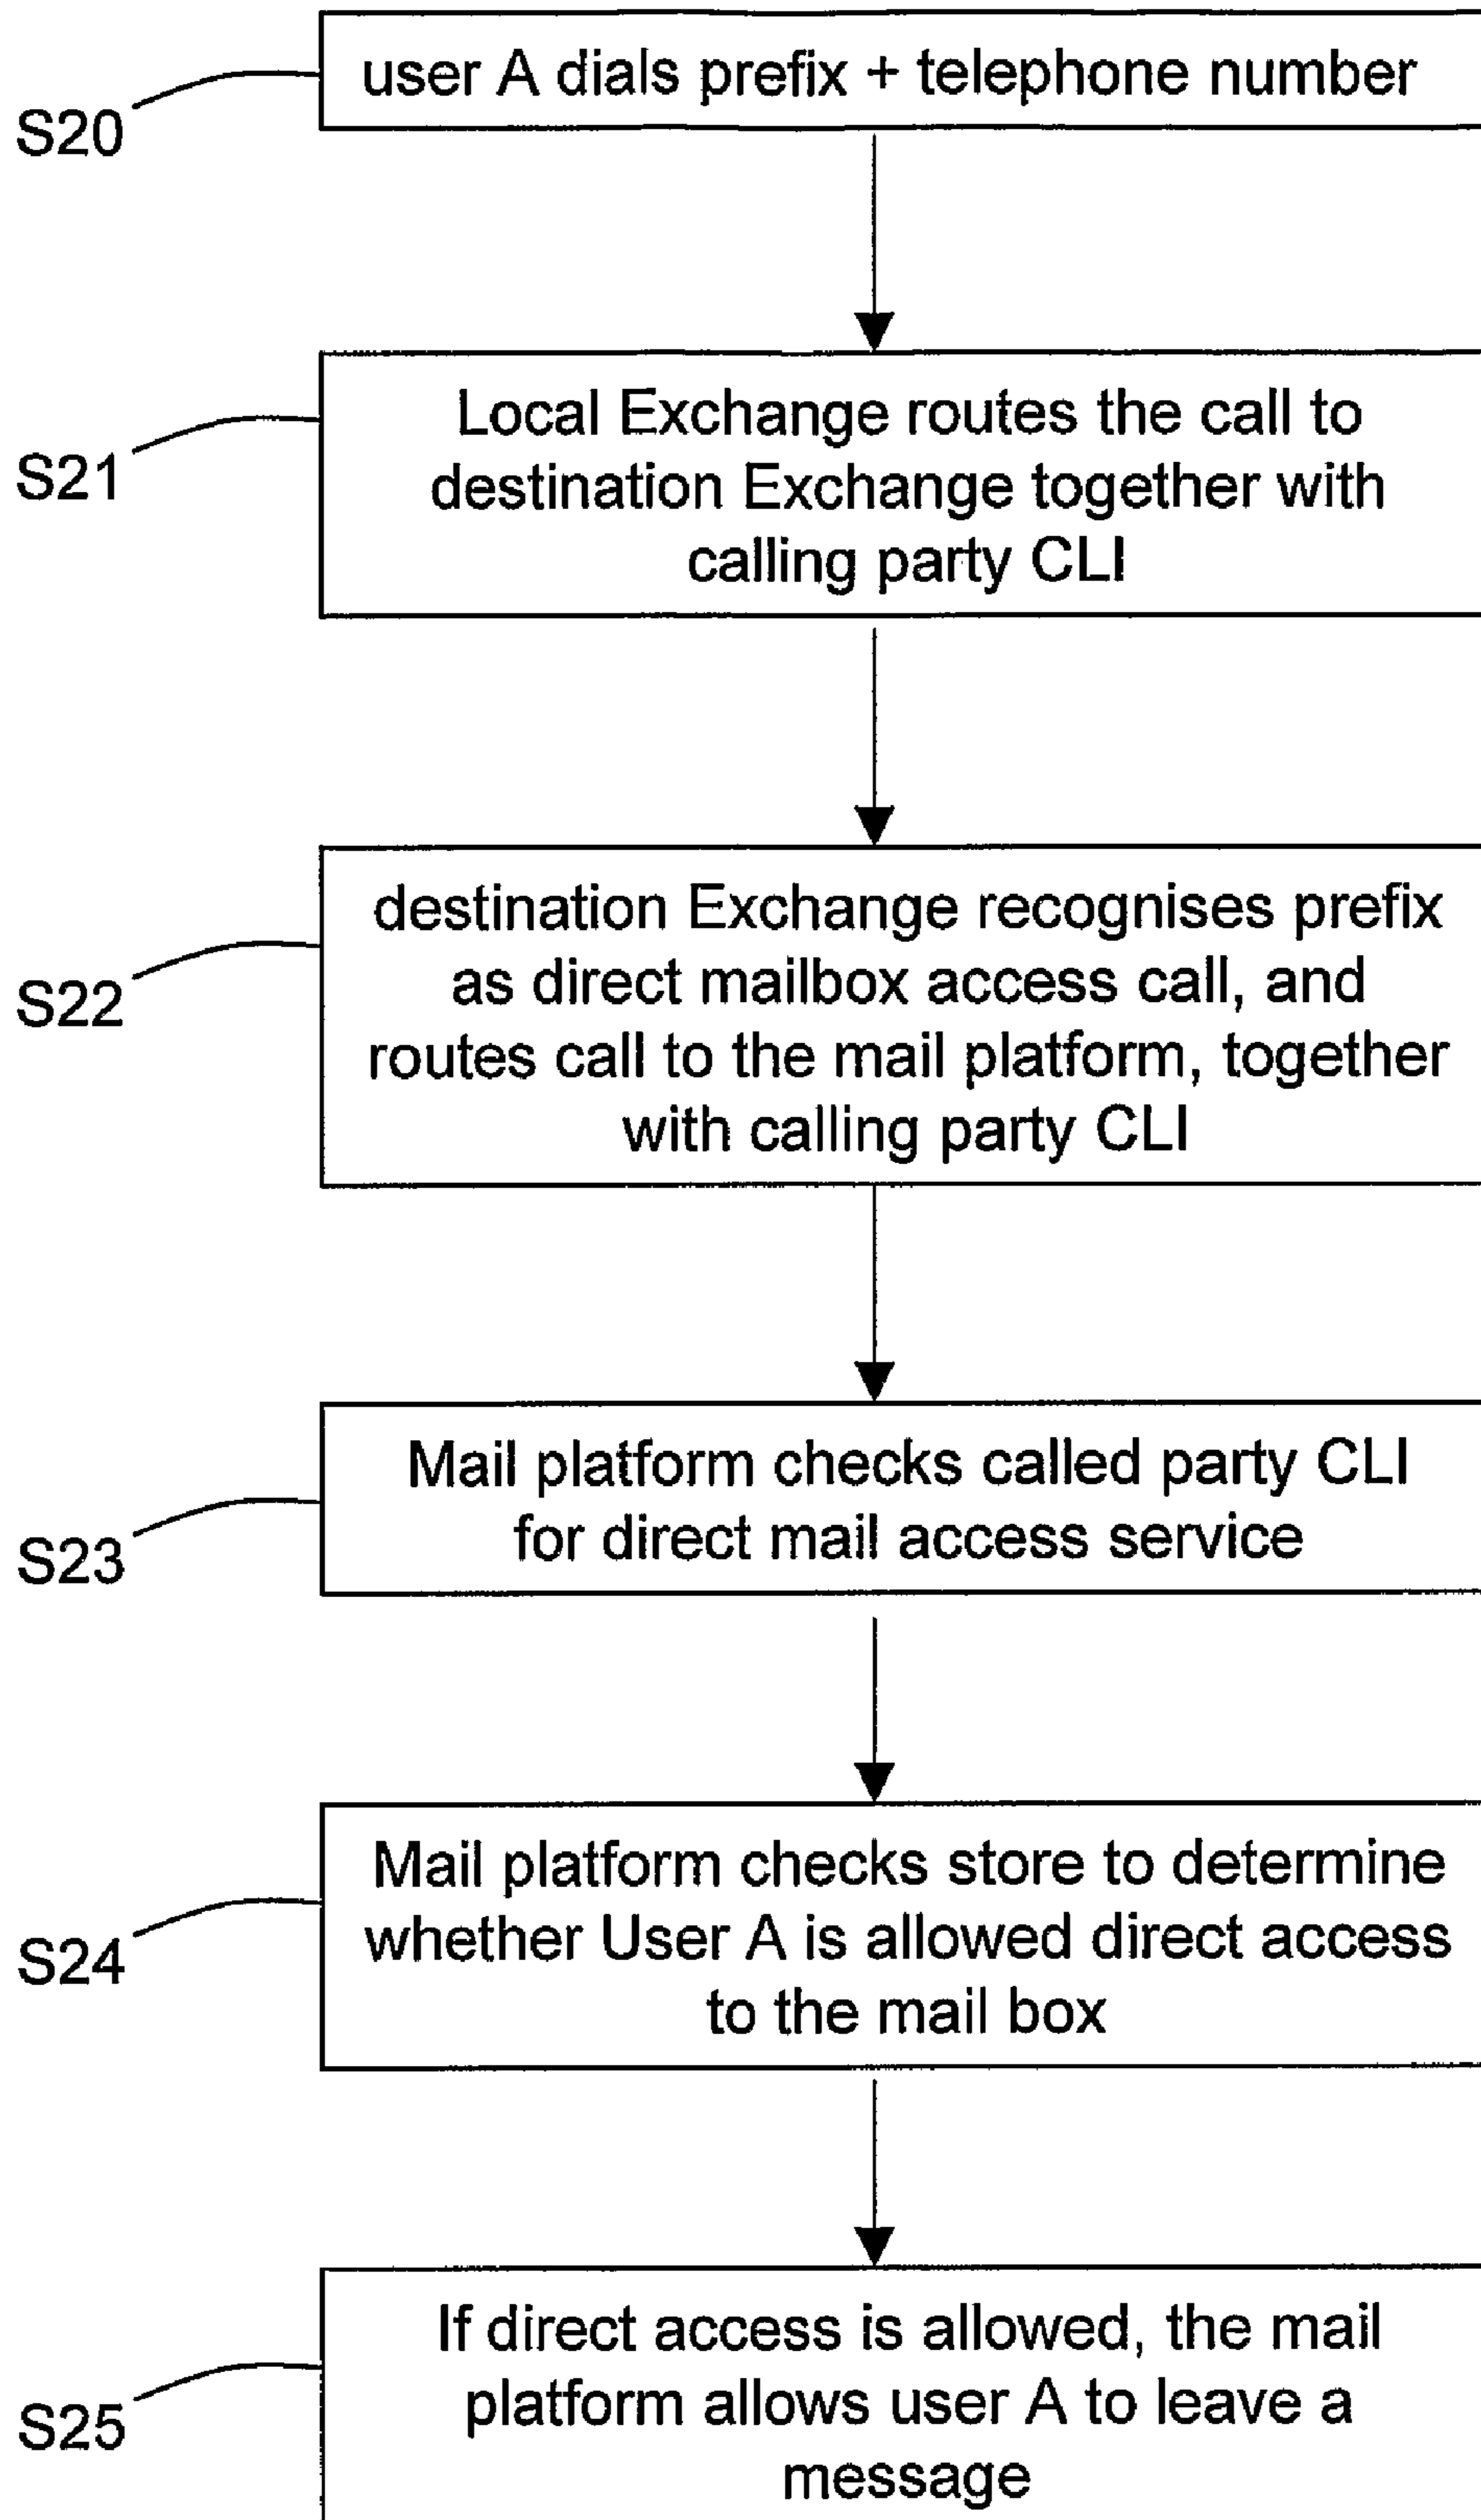 user A dials prefix + telephone number
S20
Local Exchange routes the call to
destination Exchange together with
calling party CLI
S21
destination Exchange recognises prefix
as direct mailbox access call, and
routes call to the mail platform, together
with calling party CLI
S22
Mail platform checks called party CLI
for direct mail access service
S23
Mail platform checks store to determine
whether User A is allowed direct access
to the mail box
S24
If direct access is allowed, the mail
platform allows user A to leave a
message
S25